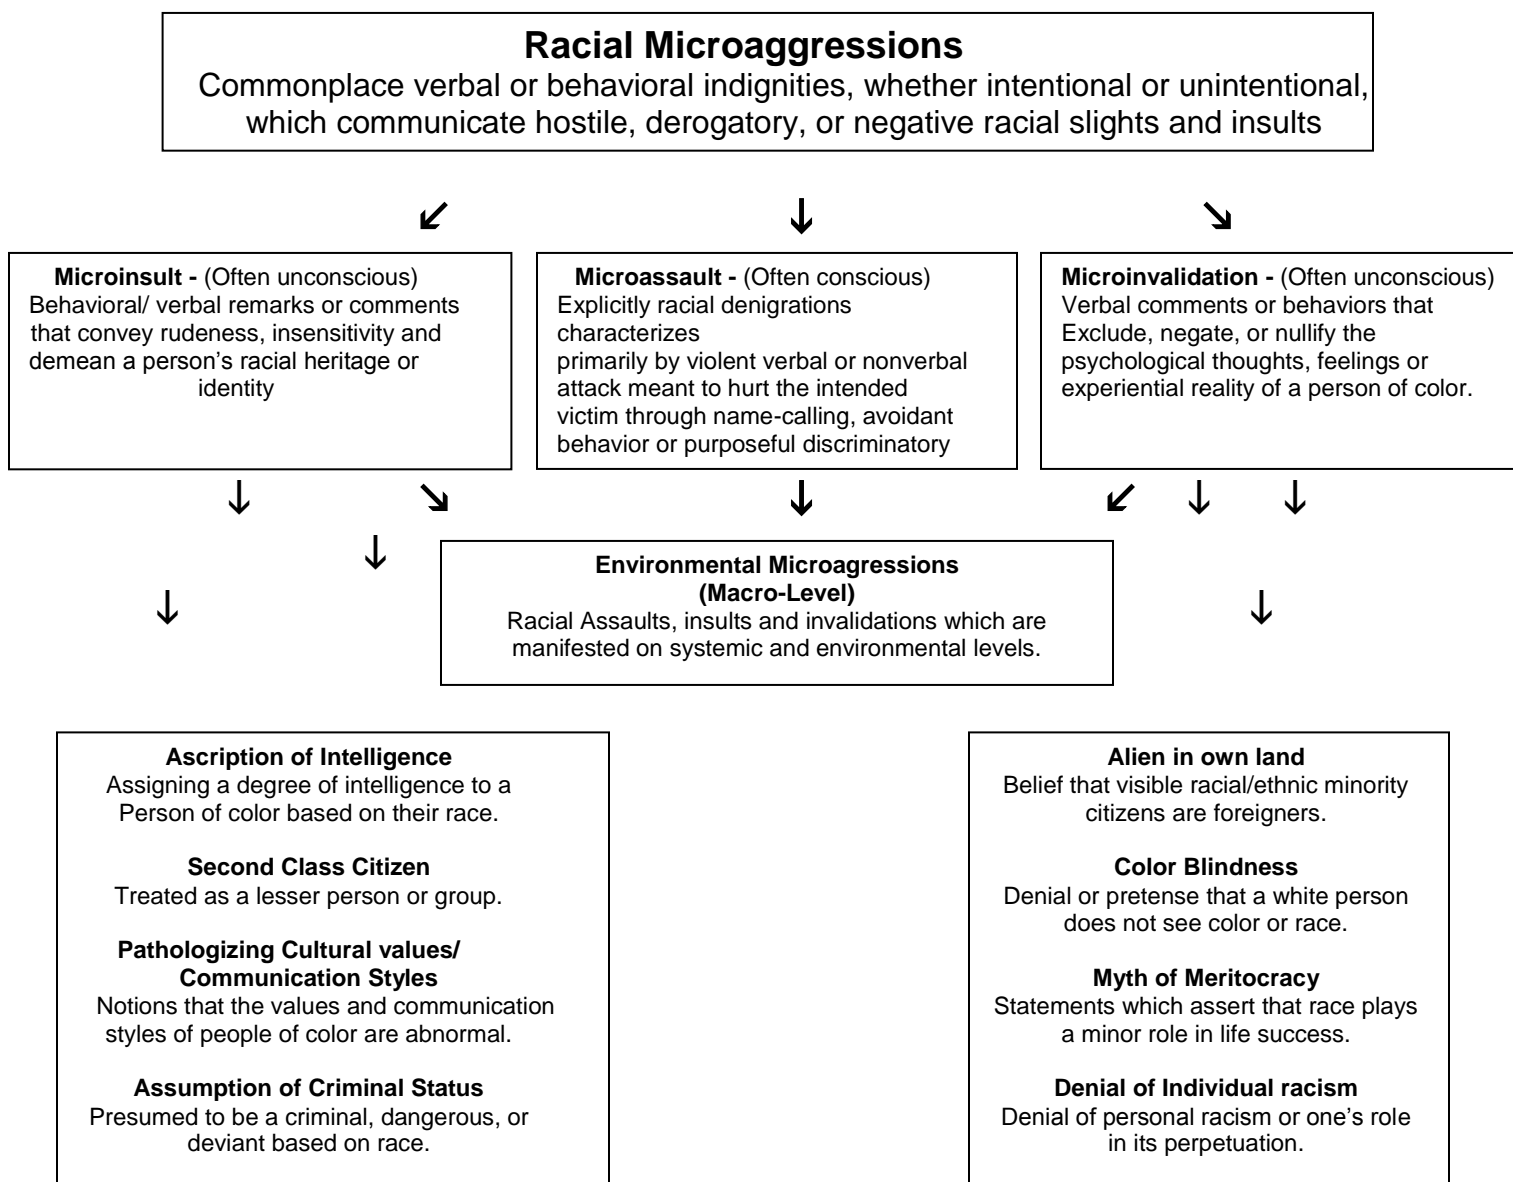 Racial Microaggressions
Commonplace verbal or behavioral indignities, whether intentional or unintentional,
which communicate hostile, derogatory, or negative racial slights and insults
Microinsult - (Often unconscious)
Behavioral/ verbal remarks or comments
that convey rudeness, insensitivity and
demean a person’s racial heritage or
identity
Microassault - (Often conscious)
Explicitly racial denigrations
characterizes
primarily by violent verbal or nonverbal
attack meant to hurt the intended
victim through name-calling, avoidant
behavior or purposeful discriminatory
Microinvalidation - (Often unconscious)
Verbal comments or behaviors that
Exclude, negate, or nullify the
psychological thoughts, feelings or
experiential reality of a person of color.
Environmental Microagressions
(Macro-Level)
Racial Assaults, insults and invalidations which are
manifested on systemic and environmental levels.
Ascription of Intelligence
Assigning a degree of intelligence to a
Person of color based on their race.
Second Class Citizen
Treated as a lesser person or group.
Pathologizing Cultural values/
Communication Styles
Notions that the values and communication
styles of people of color are abnormal.
Assumption of Criminal Status
Presumed to be a criminal, dangerous, or
deviant based on race.
Alien in own land
Belief that visible racial/ethnic minority
citizens are foreigners.
Color Blindness
Denial or pretense that a white person
does not see color or race.
Myth of Meritocracy
Statements which assert that race plays
a minor role in life success.
Denial of Individual racism
Denial of personal racism or one’s role
in its perpetuation.